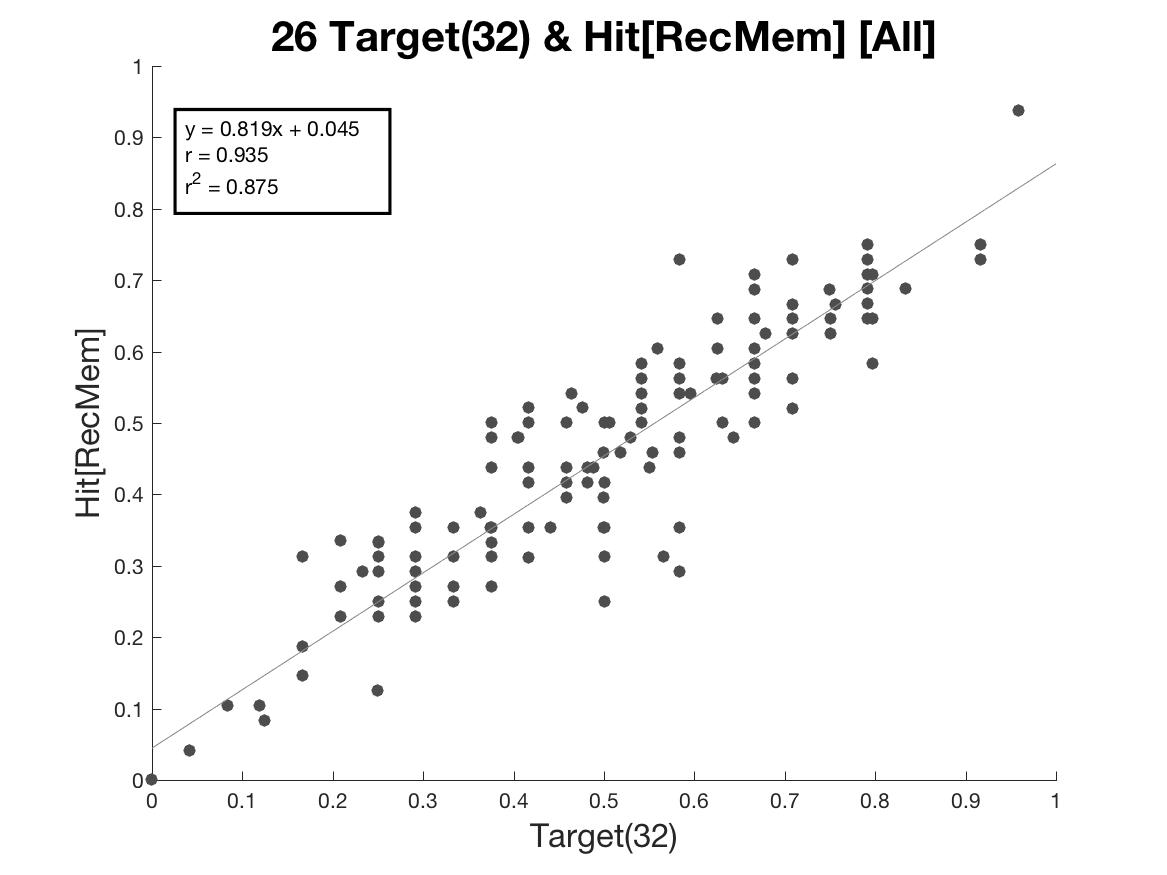 26 Target(32) & Hit[RecMem] [All]
1
y = 0.819x + 0.045
0.9
r = 0.935
r² = 0.875
0.8
0.7
0.6
Hit[RecMem]
0.5
0.4
0.3
0.2
0.1
0
0 0.1 0.2 0.3 0.4 0.5 0.6 0.7 0.8 0.9 1
Target(32)